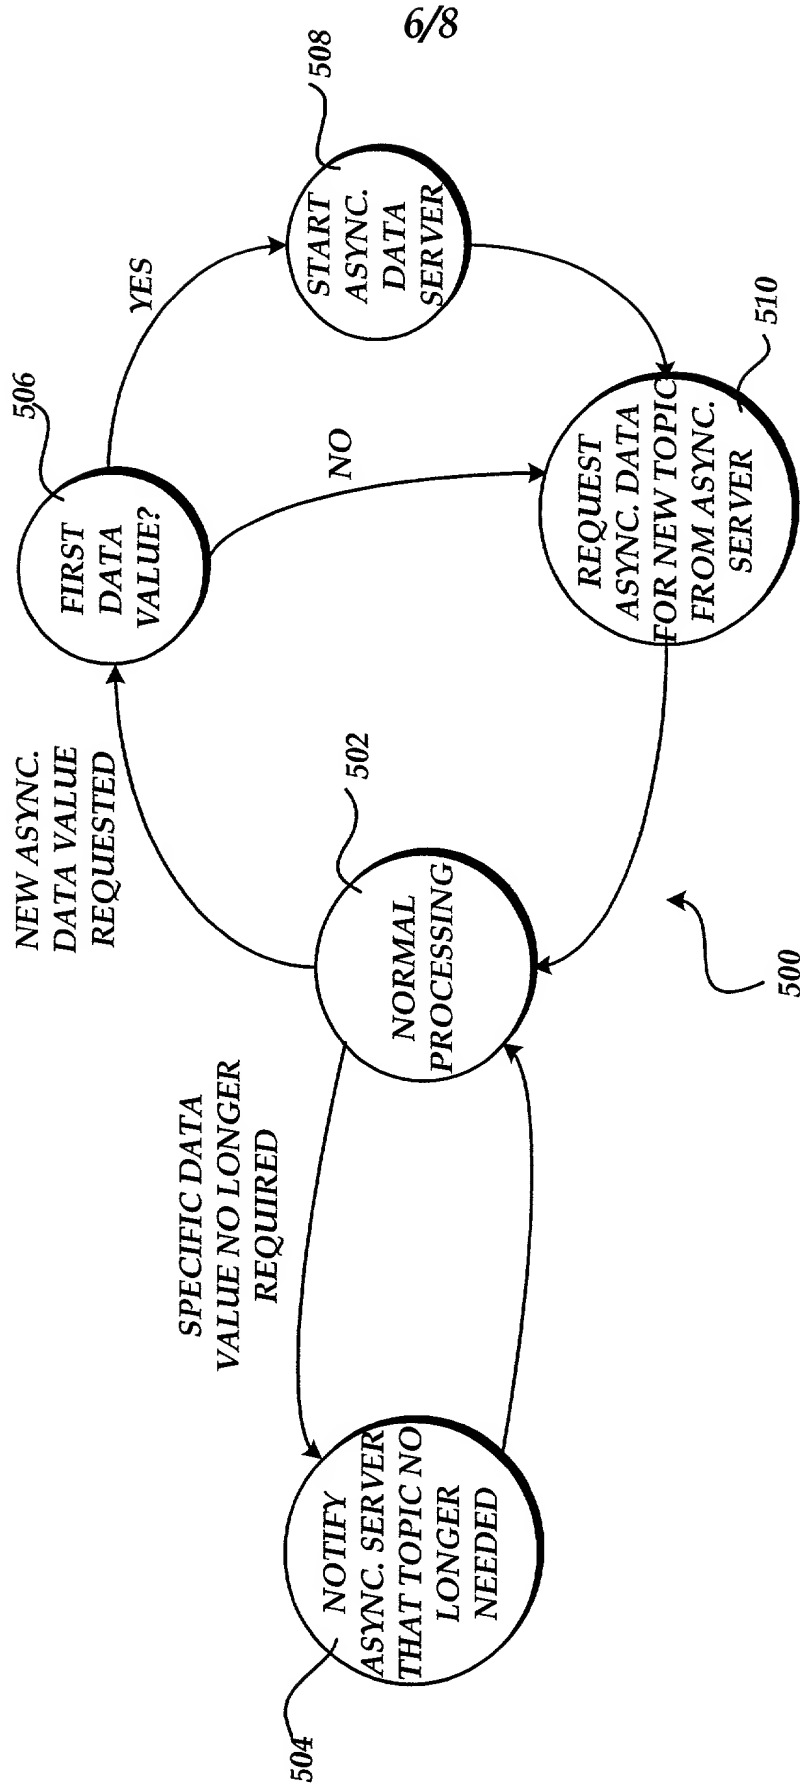 6/8
508
START
ASYNC.
DATA
SERVER
YES
506
FIRST
DATA
VALUE?
NO
510
REQUEST
ASYNC. DATA
FOR NEW TOPIC
FROM ASYNC.
SERVER
NEW ASYNC.
DATA VALUE
REQUESTED
502
NORMAL
PROCESSING
500
SPECIFIC DATA
VALUE NO LONGER
REQUIRED
NOTIFY
ASYNC. SERVER
THAT TOPIC NO
LONGER
NEEDED
504